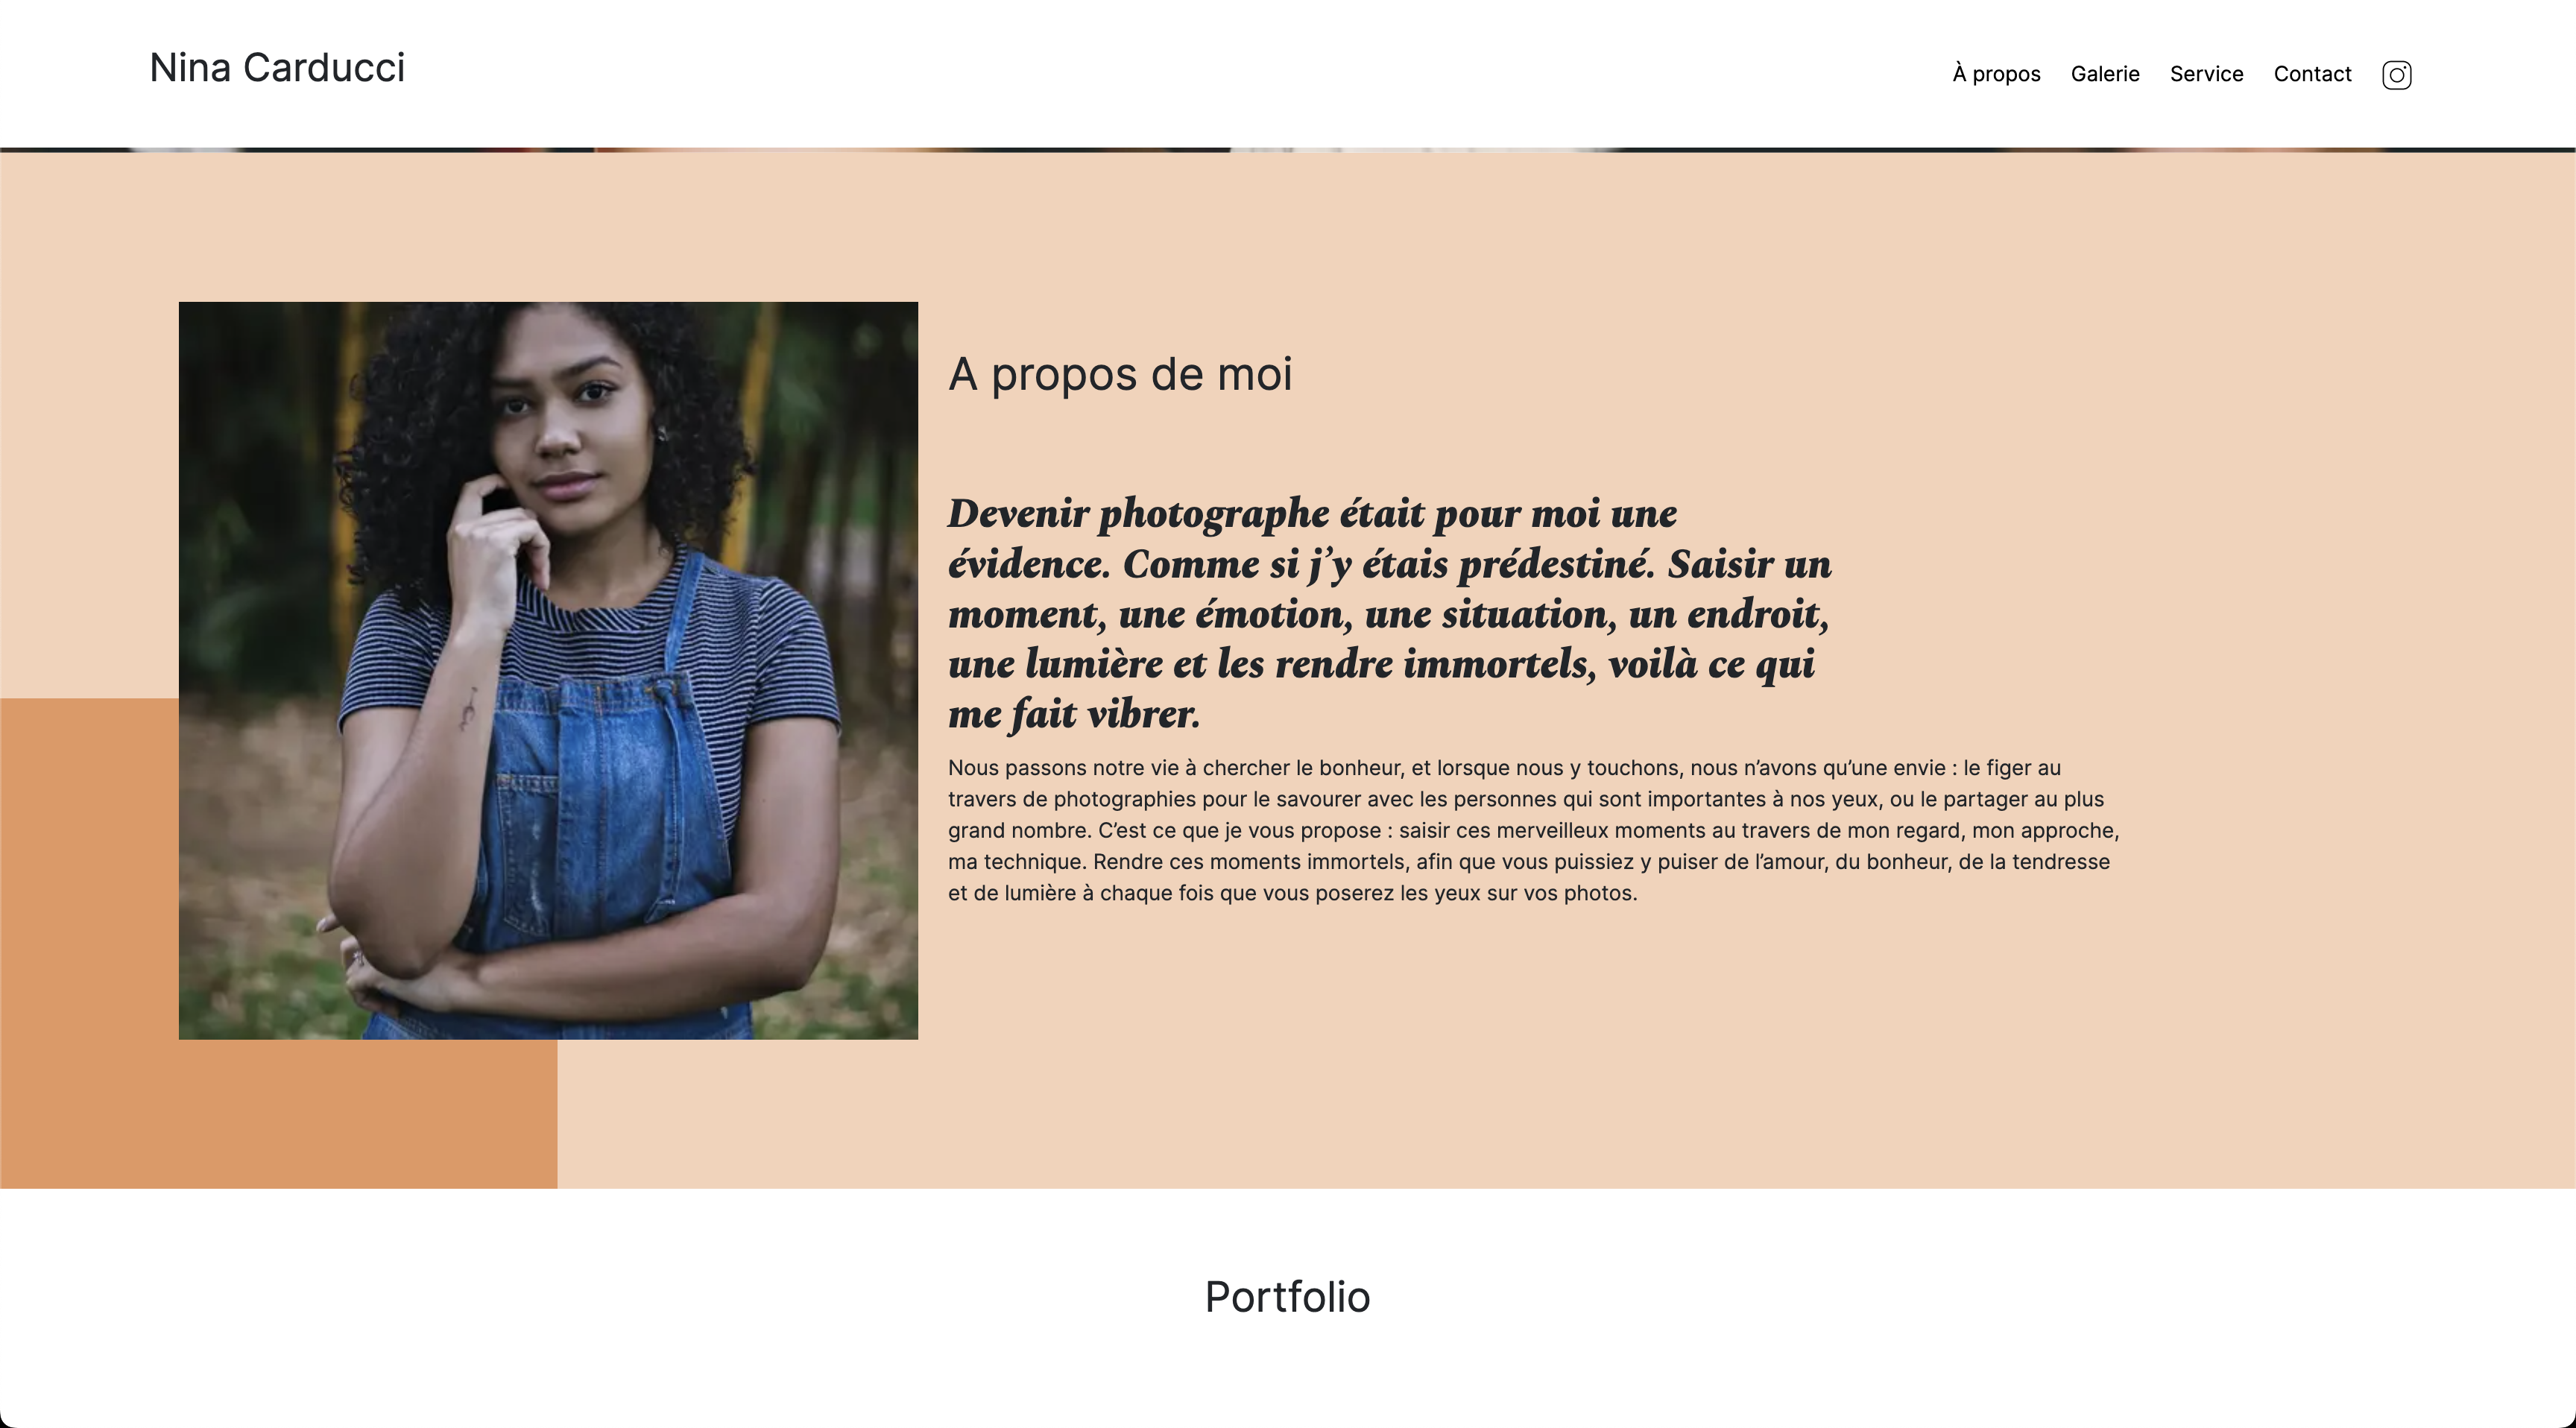 Nina Carducci
À propos
Galerie
Service
Contact
A propos de moi
Devenir photographe était pour moi une
évidence. Comme si j’y étais prédestiné. Saisir un
moment, une émotion, une situation, un endroit,
une lumière et les rendre immortels, voilà ce qui
me fait vibrer.
Nous passons notre vie à chercher le bonheur, et lorsque nous y touchons, nous n’avons qu’une envie : le figer au
travers de photographies pour le savourer avec les personnes qui sont importantes à nos yeux, ou le partager au plus
grand nombre. C’est ce que je vous propose : saisir ces merveilleux moments au travers de mon regard, mon approche,
ma technique. Rendre ces moments immortels, afin que vous puissiez y puiser de l’amour, du bonheur, de la tendresse
et de lumière à chaque fois que vous poserez les yeux sur vos photos.
Portfolio